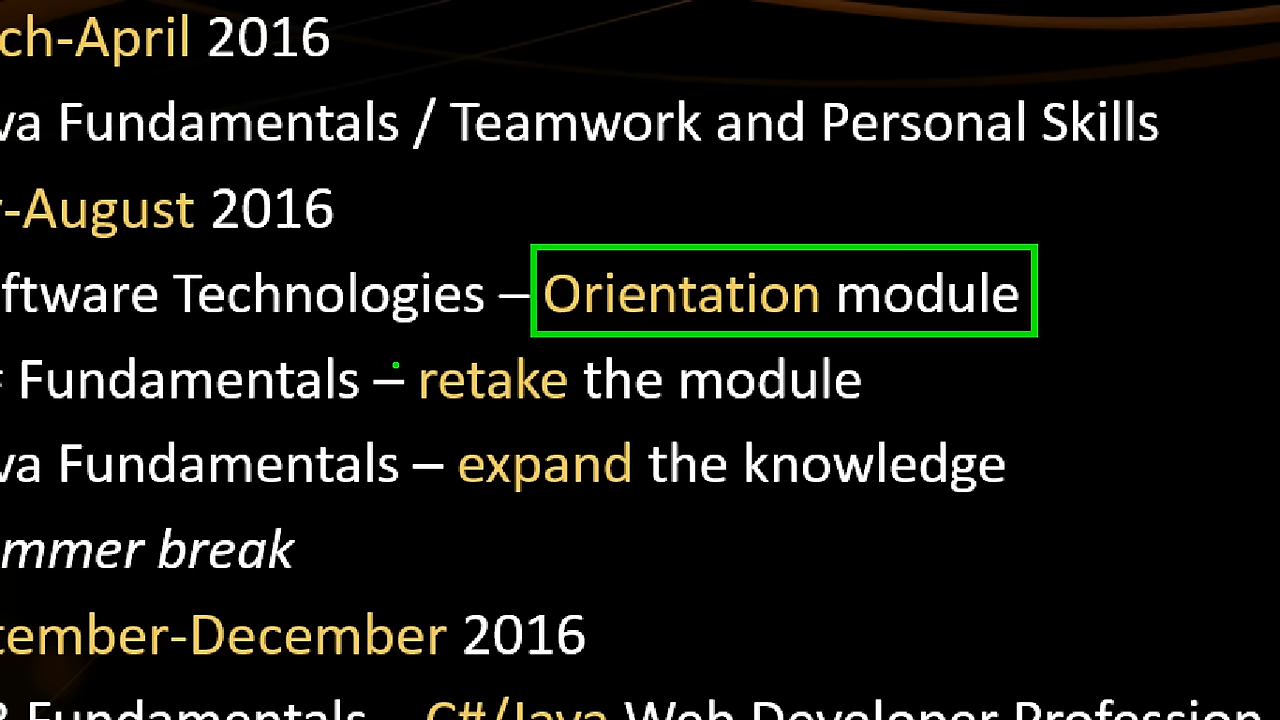 ch-April 2016
va Fundamentals / Teamwork and Personal Skills
-August 2016
ftware Technologies – Orientation module
Fundamentals – retake the module
va Fundamentals – expand the knowledge
mmer break
tember-December 2016
Fundamentals – C#/Java Web Developer Profession